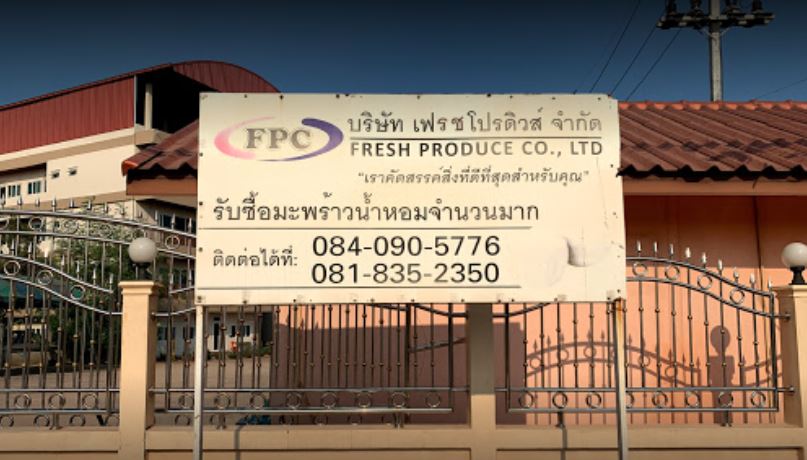 FPC
บริษัท เฟรชโปรดิวส์ จำกัด
FRESH PRODUCE CO., LTD
"เราคัดสรรค์สิ่งที่ดีที่สุดสำหรับคุณ"
รับซื้อมะพร้าวน้ำหอมจำนวนมาก
ติดต่อได้ที่: 084-090-5776
081-835-2350